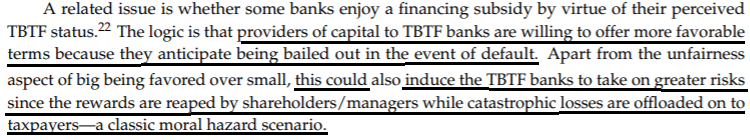 A related issue is whether some banks enjoy a financing subsidy by virtue of their perceived
TBTF status.22 The logic is that providers of capital to TBTF banks are willing to offer more favorable
terms because they anticipate being bailed out in the event of default. Apart from the unfairness
aspect of big being favored over small, this could also induce the TBTF banks to take on greater risks
since the rewards are reaped by shareholders/managers while catastrophic losses are offloaded on to
taxpayers—a classic moral hazard scenario.